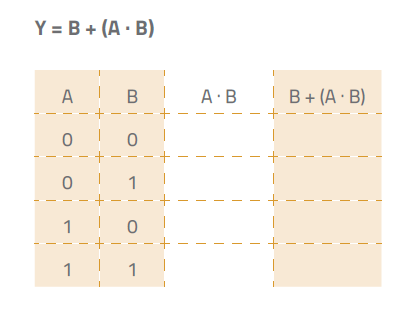 Y = B + (A · B)
A B A · B B + (A · B)
0 0
0 1
1 0
1 1